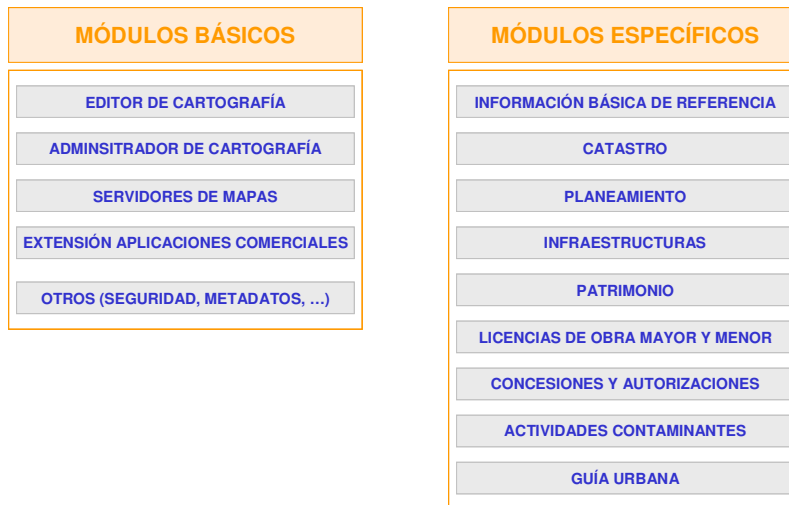 MÓDULOS BÁSICOS
EDITOR DE CARTOGRAFÍA
ADMINSITRADOR DE CARTOGRAFÍA
SERVIDORES DE MAPAS
EXTENSIÓN APLICACIONES COMERCIALES
OTROS (SEGURIDAD, METADATOS, …)
MÓDULOS ESPECÍFICOS
INFORMACIÓN BÁSICA DE REFERENCIA
CATASTRO
PLANEAMIENTO
INFRAESTRUCTURAS
PATRIMONIO
LICENCIAS DE OBRA MAYOR Y MENOR
CONCESIONES Y AUTORIZACIONES
ACTIVIDADES CONTAMINANTES
GUÍA URBANA